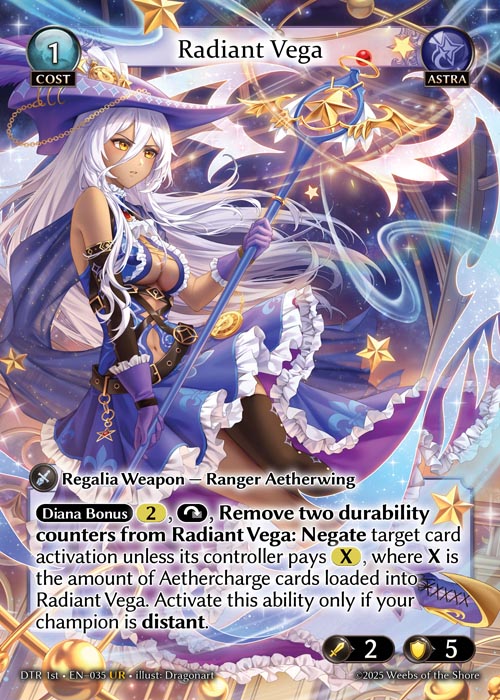 Radiant Vega
1
COST
ASTRA
Regalia Weapon — Ranger Aetherwing
Diana Bonus 2, , Remove two durability
counters from Radiant Vega: Negate target card
activation unless its controller pays X, where X is
the amount of Aethercharge cards loaded into
Radiant Vega. Activate this ability only if your
champion is distant.
2 5
DTR 1st • EN-035 UR • illust: Dragonart ©2025 Weebs of the Shore